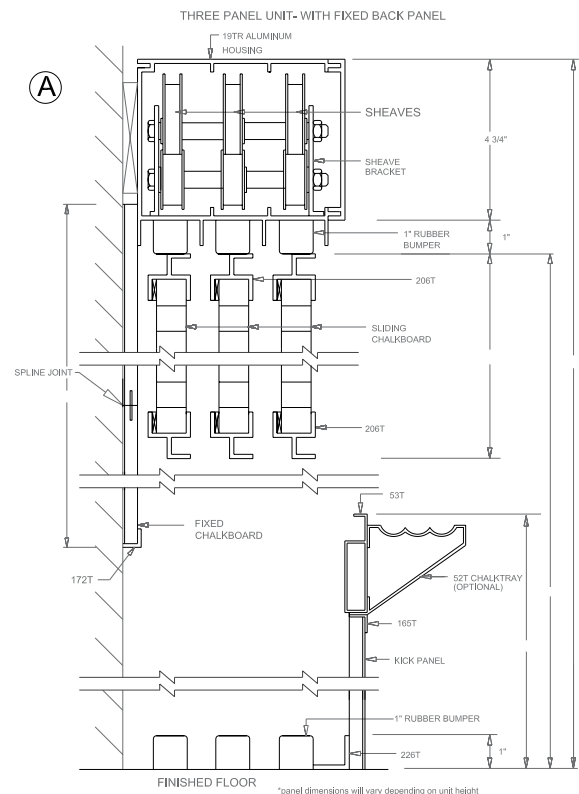 THREE PANEL UNIT- WITH FIXED BACK PANEL
19TR ALUMINUM
HOUSING
A
SHEAVES
4 3/4"
SHEAVE
BRACKET
1" RUBBER
BUMPER
1"
206T
SLIDING
CHALKBOARD
SPLINE JOINT
206T
53T
FIXED
CHALKBOARD
172T
52T CHALKTRAY
(OPTIONAL)
165T
KICK PANEL
1" RUBBER BUMPER
226T
1"
FINISHED FLOOR
*panel dimensions will vary depending on unit height